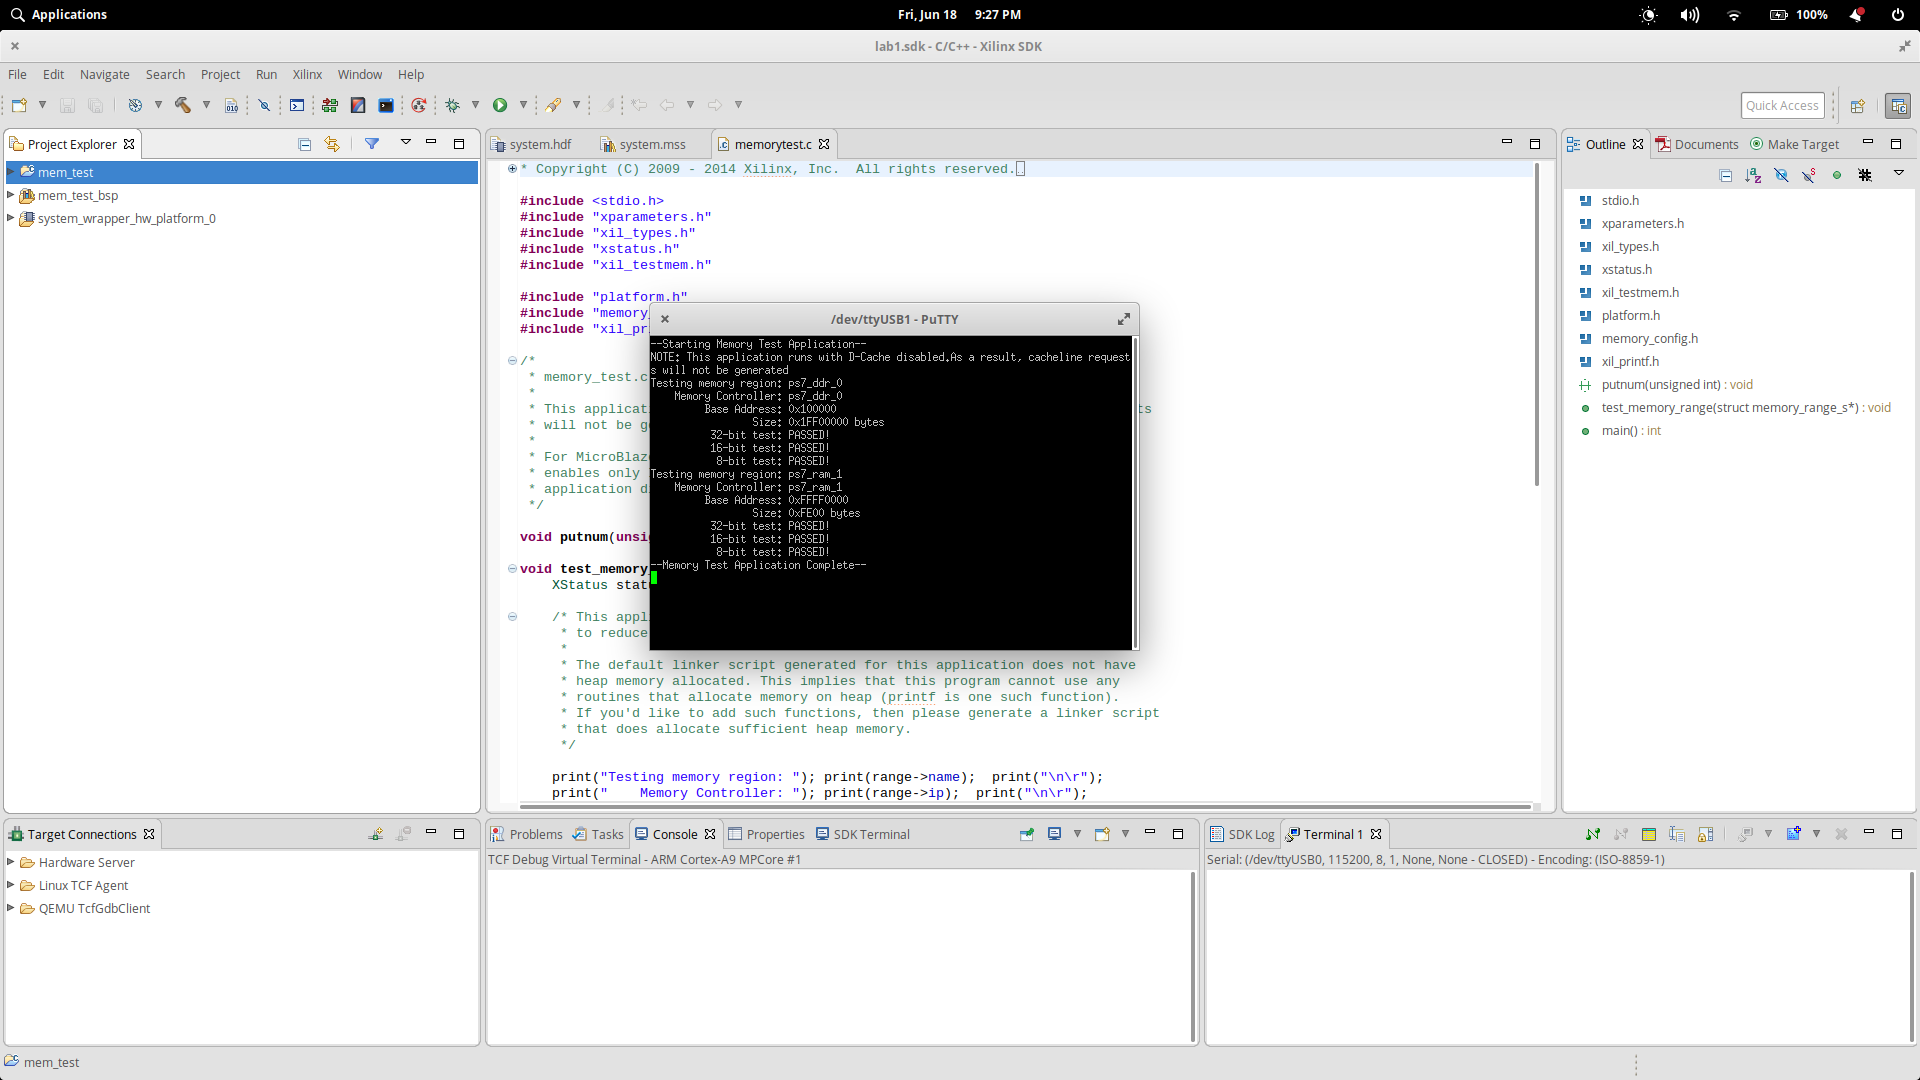 Applications
Fri, Jun 18 9:27 PM
100%
lab1.sdk - C/C++ - Xilinx SDK
File Edit Navigate Search Project Run Xilinx Window Help
Quick Access
Project Explorer
mem_test
mem_test_bsp
system_wrapper_hw_platform_0
system.hdf system.mss memorytest.c
* Copyright (C) 2009 - 2014 Xilinx, Inc.  All rights reserved.
#include <stdio.h>
#include "xparameters.h"
#include "xil_types.h"
#include "xstatus.h"
#include "xil_testmem.h"
#include "platform.h"
#include "memory_
#include "xil_pr
/*
* memory_test.c
*
* This applicat ts
* will not be g
*
* For MicroBlaz
* enables only
* application d
*/
void putnum(unsi
void test_memory_
XStatus stat
/* This appl
* to reduce
*
* The default linker script generated for this application does not have
* heap memory allocated. This implies that this program cannot use any
* routines that allocate memory on heap (printf is one such function).
* If you'd like to add such functions, then please generate a linker script
* that does allocate sufficient heap memory.
*/
print("Testing memory region: "); print(range->name);  print("\n\r");
print("    Memory Controller: "); print(range->ip);  print("\n\r");
/dev/ttyUSB1 - PuTTY
--Starting Memory Test Application--
NOTE: This application runs with D-Cache disabled.As a result, cacheline request
s will not be generated
Testing memory region: ps7_ddr_0
Memory Controller: ps7_ddr_0
Base Address: 0x100000
Size: 0x1FF00000 bytes
32-bit test: PASSED!
16-bit test: PASSED!
8-bit test: PASSED!
Testing memory region: ps7_ram_1
Memory Controller: ps7_ram_1
Base Address: 0xFFFF0000
Size: 0xFE00 bytes
32-bit test: PASSED!
16-bit test: PASSED!
8-bit test: PASSED!
--Memory Test Application Complete--
Outline Documents Make Target
stdio.h
xparameters.h
xil_types.h
xstatus.h
xil_testmem.h
platform.h
memory_config.h
xil_printf.h
putnum(unsigned int) : void
test_memory_range(struct memory_range_s*) : void
main() : int
Target Connections
Hardware Server
Linux TCF Agent
QEMU TcfGdbClient
Problems Tasks Console Properties SDK Terminal
TCF Debug Virtual Terminal - ARM Cortex-A9 MPCore #1
SDK Log Terminal 1
Serial: (/dev/ttyUSB0, 115200, 8, 1, None, None - CLOSED) - Encoding: (ISO-8859-1)
mem_test